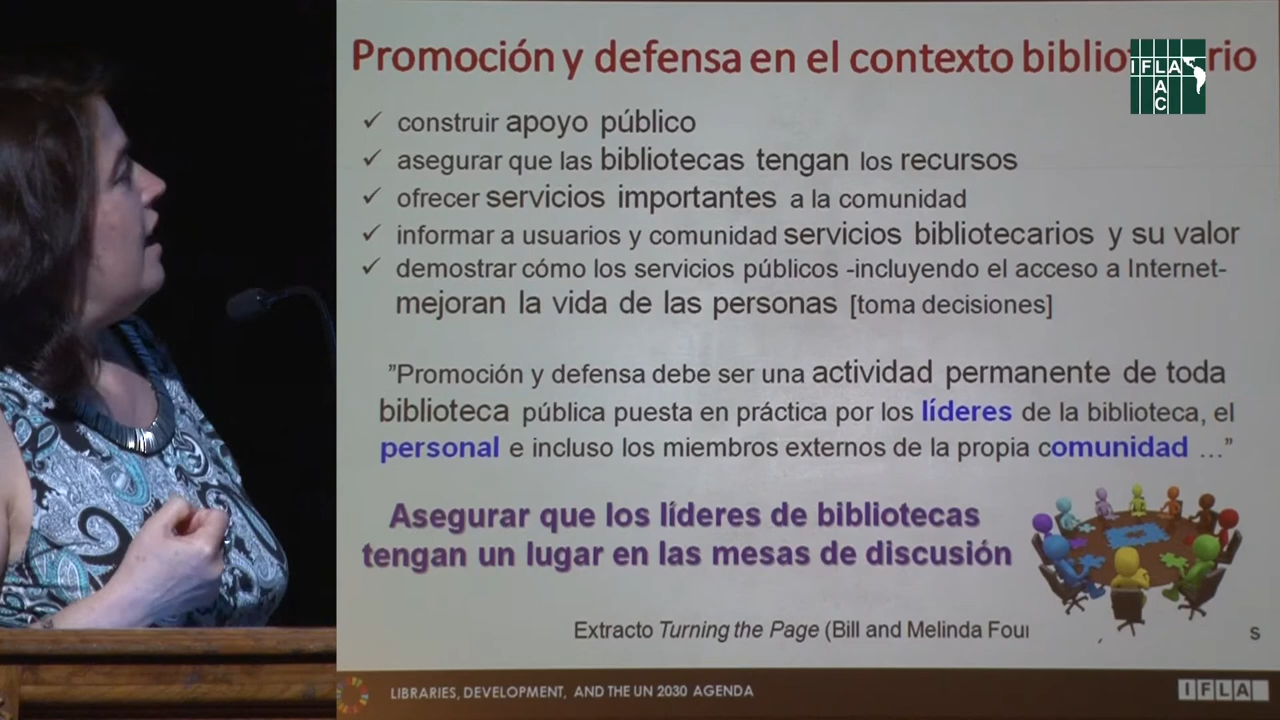 Promoción y defensa en el contexto biblio rio
IFLA
LAC
✓ construir apoyo público
✓ asegurar que las bibliotecas tengan los recursos
✓ ofrecer servicios importantes a la comunidad
✓ informar a usuarios y comunidad servicios bibliotecarios y su valor
✓ demostrar cómo los servicios públicos -incluyendo el acceso a Internet-
mejoran la vida de las personas [toma decisiones]
"Promoción y defensa debe ser una actividad permanente de toda
biblioteca pública puesta en práctica por los líderes de la biblioteca, el
personal e incluso los miembros externos de la propia comunidad ..."
Asegurar que los líderes de bibliotecas
tengan un lugar en las mesas de discusión
Extracto Turning the Page (Bill and Melinda s
LIBRARIES, DEVELOPMENT, AND THE UN 2030 AGENDA
IFLA